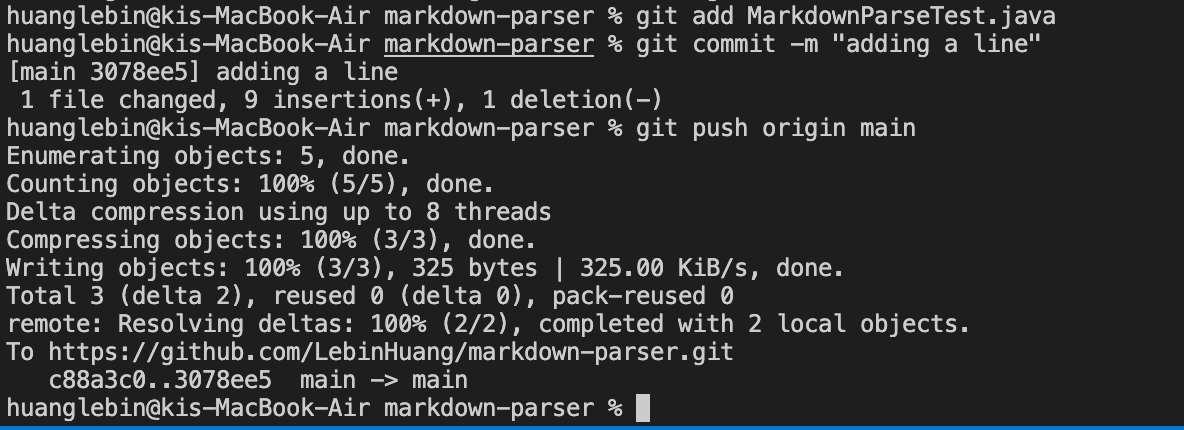 huanglebin@kis-MacBook-Air markdown-parser % git add MarkdownParseTest.java
huanglebin@kis-MacBook-Air markdown-parser % git commit -m "adding a line"
[main 3078ee5] adding a line
 1 file changed, 9 insertions(+), 1 deletion(-)
huanglebin@kis-MacBook-Air markdown-parser % git push origin main
Enumerating objects: 5, done.
Counting objects: 100% (5/5), done.
Delta compression using up to 8 threads
Compressing objects: 100% (3/3), done.
Writing objects: 100% (3/3), 325 bytes | 325.00 KiB/s, done.
Total 3 (delta 2), reused 0 (delta 0), pack-reused 0
remote: Resolving deltas: 100% (2/2), completed with 2 local objects.
To https://github.com/LebinHuang/markdown-parser.git
   c88a3c0..3078ee5  main -> main
huanglebin@kis-MacBook-Air markdown-parser %